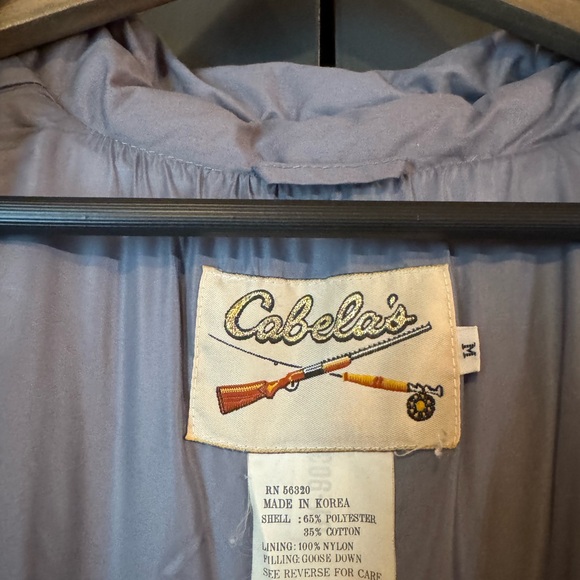 Cabela's
M
RN 56320
MADE IN KOREA
SHELL : 65% POLYESTER
35% COTTON
LINING: 100% NYLON
FILLING: GOOSE DOWN
SEE REVERSE FOR CARE